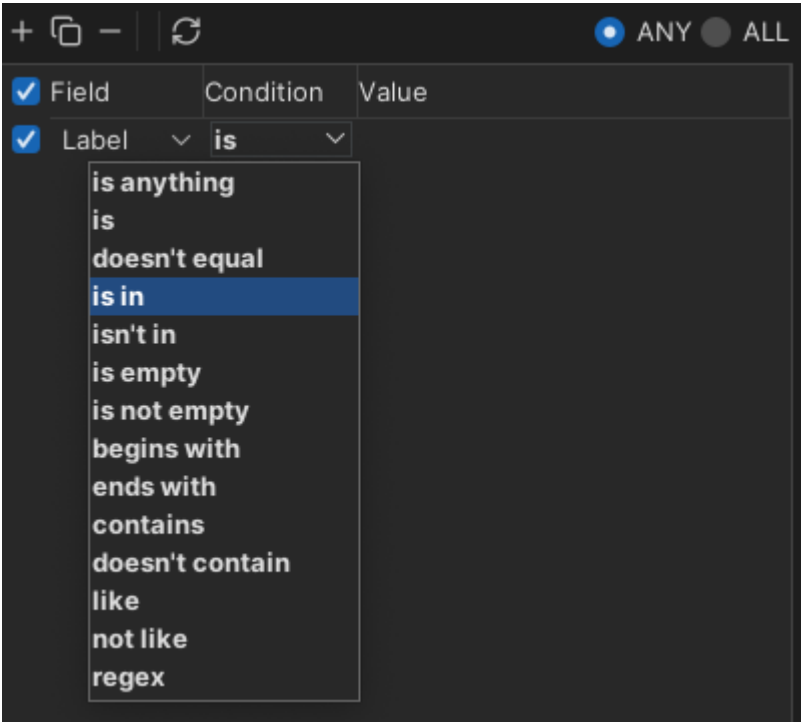 ANY ALL
Field Condition Value
Label is
is anything
is
doesn't equal
is in
isn't in
is empty
is not empty
begins with
ends with
contains
doesn't contain
like
not like
regex